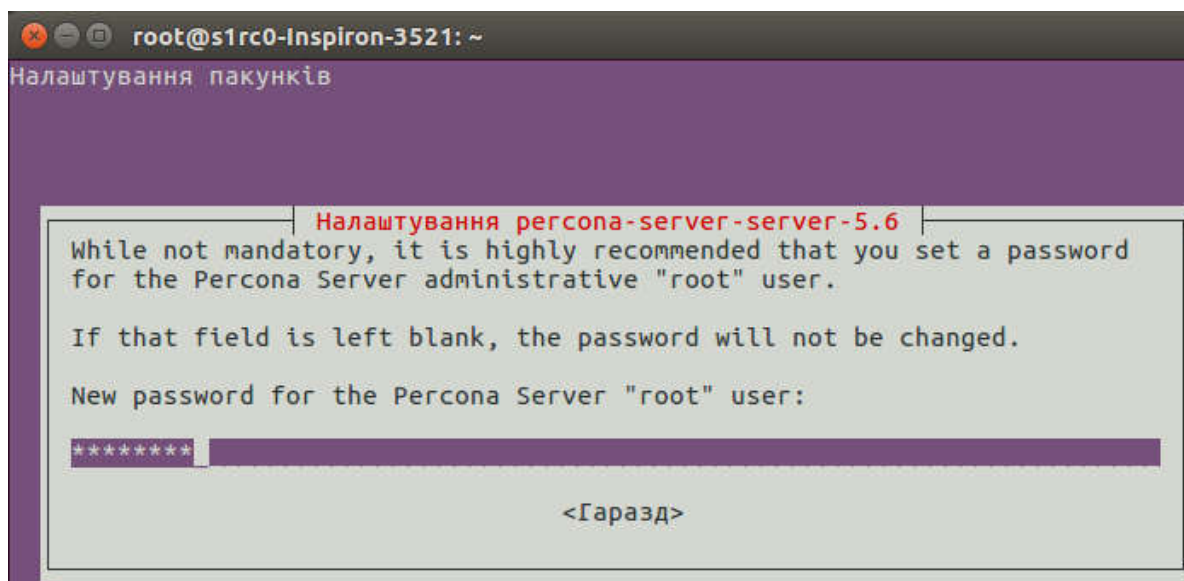 root@s1rc0-Inspiron-3521: ~
Налаштування пакунків
Налаштування percona-server-server-5.6
While not mandatory, it is highly recommended that you set a password
for the Percona Server administrative "root" user.
If that field is left blank, the password will not be changed.
New password for the Percona Server "root" user:
********
<Гаразд>